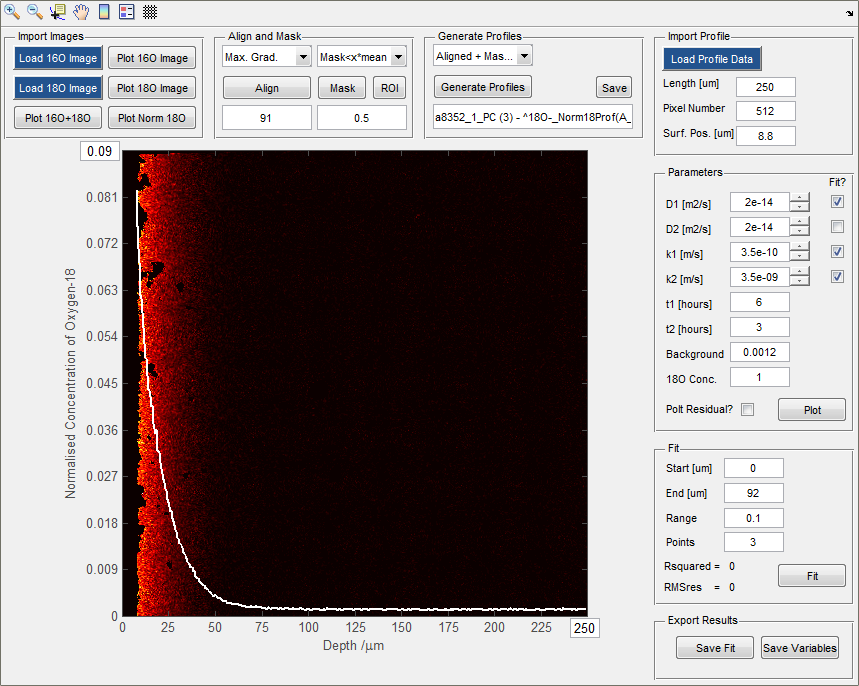 Import Images
Load 16O Image
Plot 16O Image
Load 18O Image
Plot 18O Image
Plot 16O+18O
Plot Norm 18O
Align and Mask
Max. Grad.
Mask<x*mean
Align
Mask
ROI
91
0.5
Generate Profiles
Aligned + Mas...
Generate Profiles
Save
a8352_1_PC (3) - ^18O-_Norm18Prof(A_
Import Profile
Load Profile Data
Length [um] 250
Pixel Number 512
Surf. Pos. [um] 8.8
Parameters
Fit?
D1 [m2/s] 2e-14
D2 [m2/s] 2e-14
k1 [m/s] 3.5e-10
k2 [m/s] 3.5e-09
t1 [hours] 6
t2 [hours] 3
Background 0.0012
18O Conc. 1
Polt Residual?
Plot
Fit
Start [um] 0
End [um] 92
Range 0.1
Points 3
Rsquared = 0
RMSres = 0
Fit
Export Results
Save Fit
Save Variables
0.09
0.081
0.072
0.063
0.054
0.045
0.036
0.027
0.018
0.009
0
Normalised Concentration of Oxygen-18
0 25 50 75 100 125 150 175 200 225 250
Depth /μm